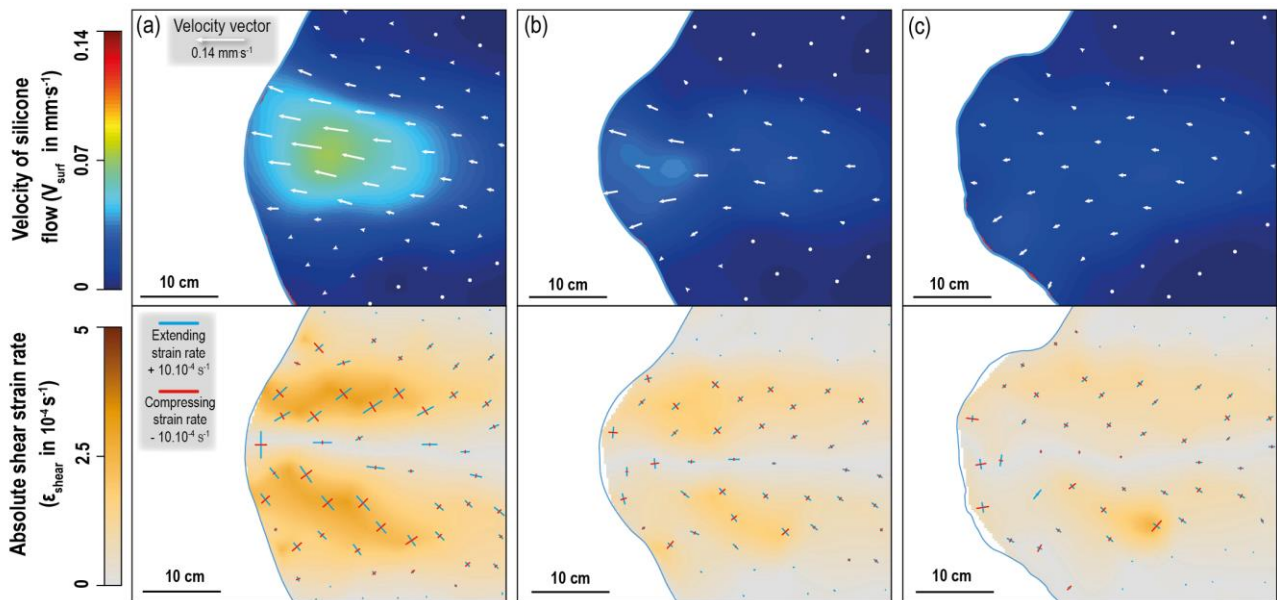 (a)
Velocity vector
0.14 mm s⁻¹
(b)
(c)
Velocity of silicone
flow (V_surf in mm·s⁻¹)
0.14
0.07
0
10 cm
10 cm
10 cm
Absolute shear strain rate
(ε_shear in 10⁻⁴ s⁻¹)
5
2.5
0
Extending
strain rate
+ 10.10⁻⁴ s⁻¹
Compressing
strain rate
- 10.10⁻⁴ s⁻¹
10 cm
10 cm
10 cm